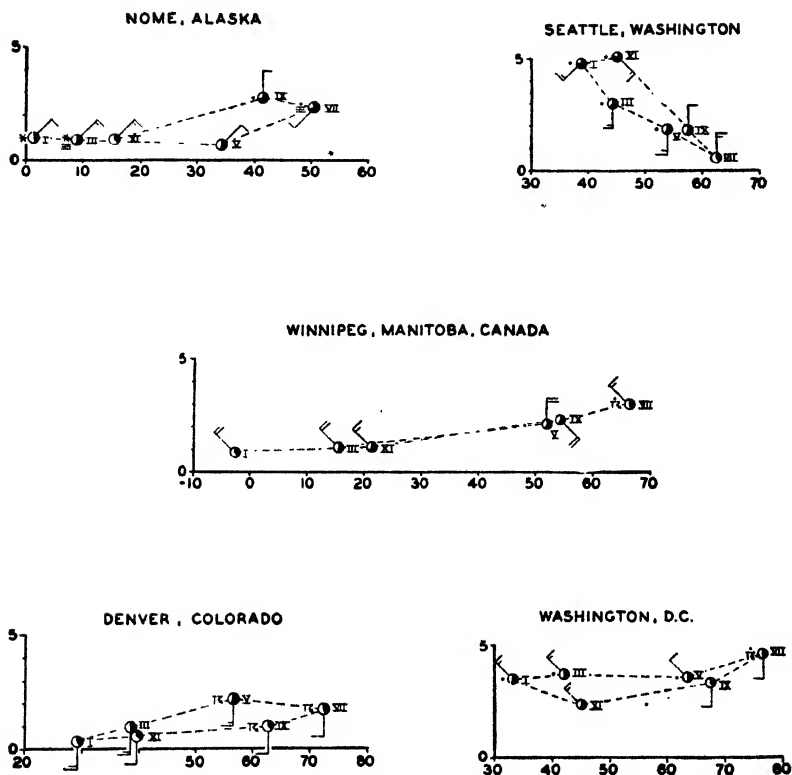 NOME, ALASKA
5
I III XI V IX VII
0
0 10 20 30 40 50 60
SEATTLE, WASHINGTON
5
I XI
III
V IX
VII
0
30 40 50 60 70
WINNIPEG, MANITOBA, CANADA
5
I III XI V IX VII
0
-10 0 10 20 30 40 50 60 70
DENVER, COLORADO
5
III V VII
I XI IX
20 30 40 50 60 70 80
WASHINGTON, D.C.
5
I III V VII
XI IX
0
30 40 50 60 70 80